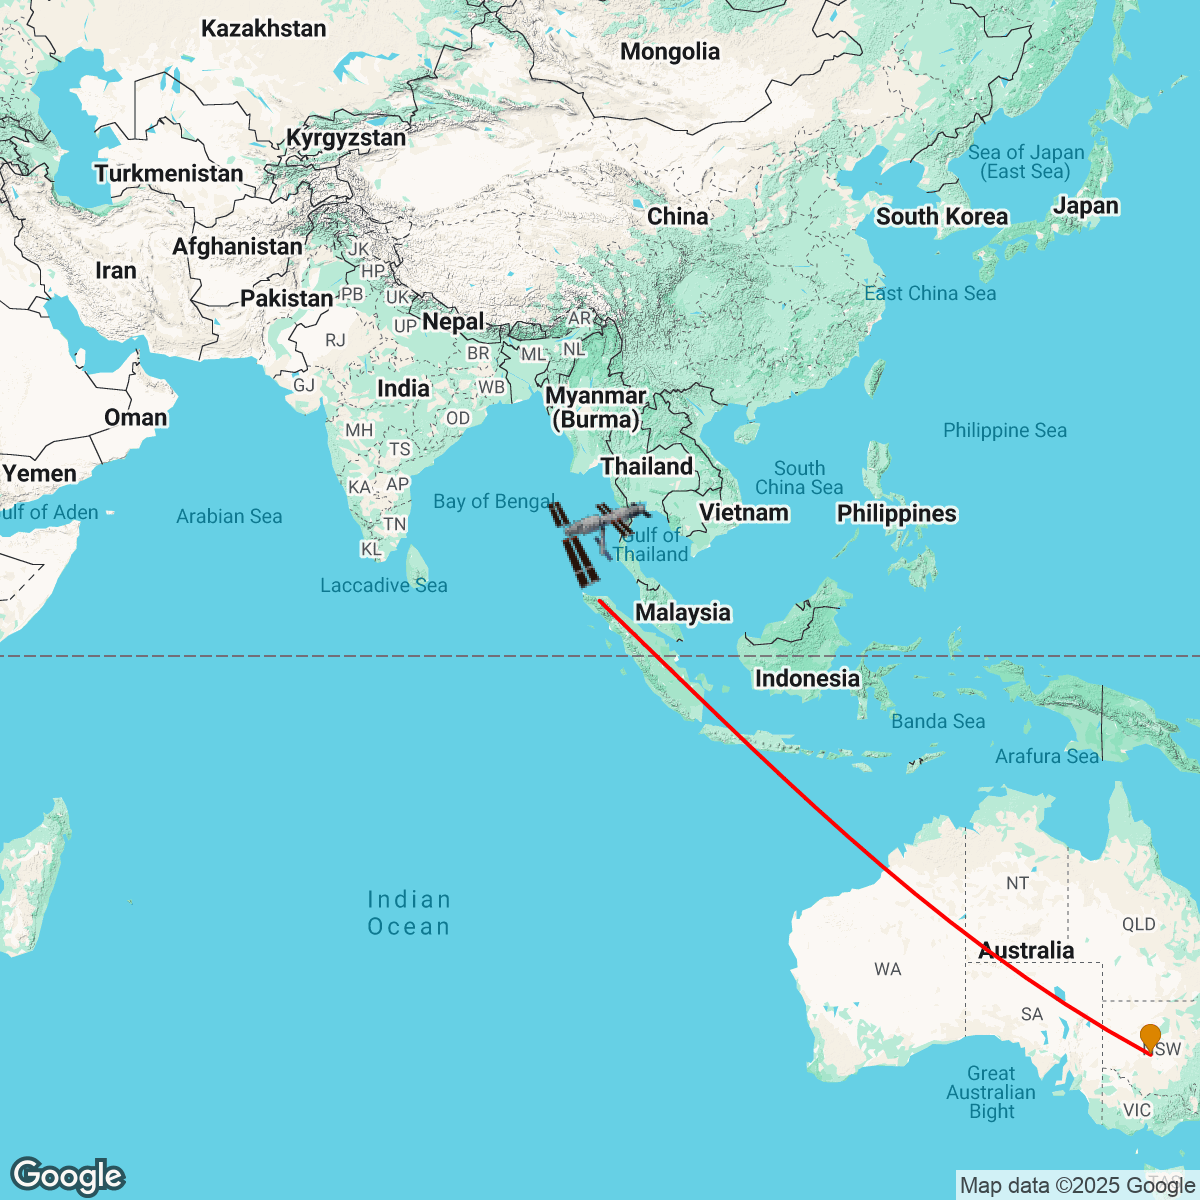 Kazakhstan
Mongolia
Kyrgyzstan
Sea of Japan
(East Sea)
Turkmenistan
China
South Korea
Japan
Afghanistan
JK
HP
Iran
Pakistan
PB
UK
East China Sea
Nepal
AR
UP
RJ
BR
ML
NL
GJ
India
WB
Myanmar
(Burma)
Oman
OD
MH
Philippine Sea
TS
Yemen
Thailand
South
China Sea
KA
AP
Bay of Bengal
ulf of Aden
Arabian Sea
Vietnam
Philippines
TN
KL
Gulf of
Thailand
Laccadive Sea
Malaysia
Indonesia
Banda Sea
Arafura Sea
NT
Indian
Ocean
QLD
Australia
WA
SA
NSW
Great
Australian
Bight
VIC
TAS
Google
Map data ©2025 Google